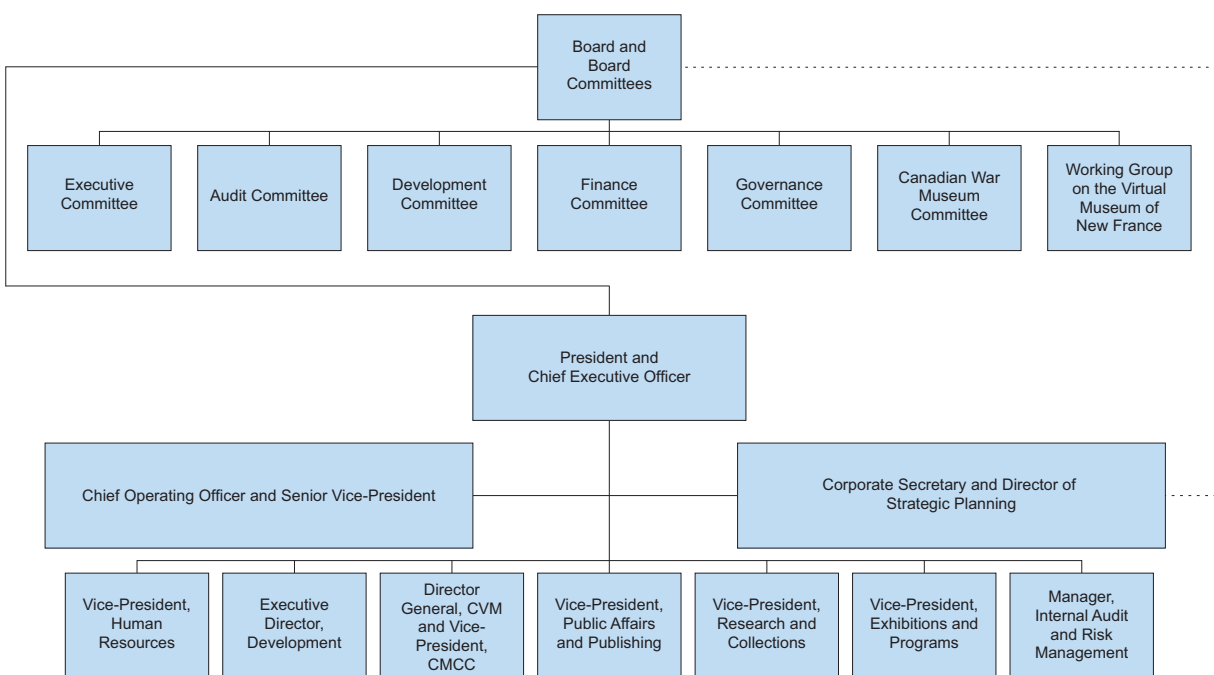 Board and
Board
Committees
Executive
Committee
Audit Committee
Development
Committee
Finance
Committee
Governance
Committee
Canadian War
Museum
Committee
Working Group
on the Virtual
Museum of
New France
President and
Chief Executive Officer
Chief Operating Officer and Senior Vice-President
Corporate Secretary and Director of
Strategic Planning
Vice-President,
Human
Resources
Executive
Director,
Development
Director
General, CVM
and Vice-
President,
CMCC
Vice-President,
Public Affairs
and Publishing
Vice-President,
Research and
Collections
Vice-President,
Exhibitions and
Programs
Manager,
Internal Audit
and Risk
Management